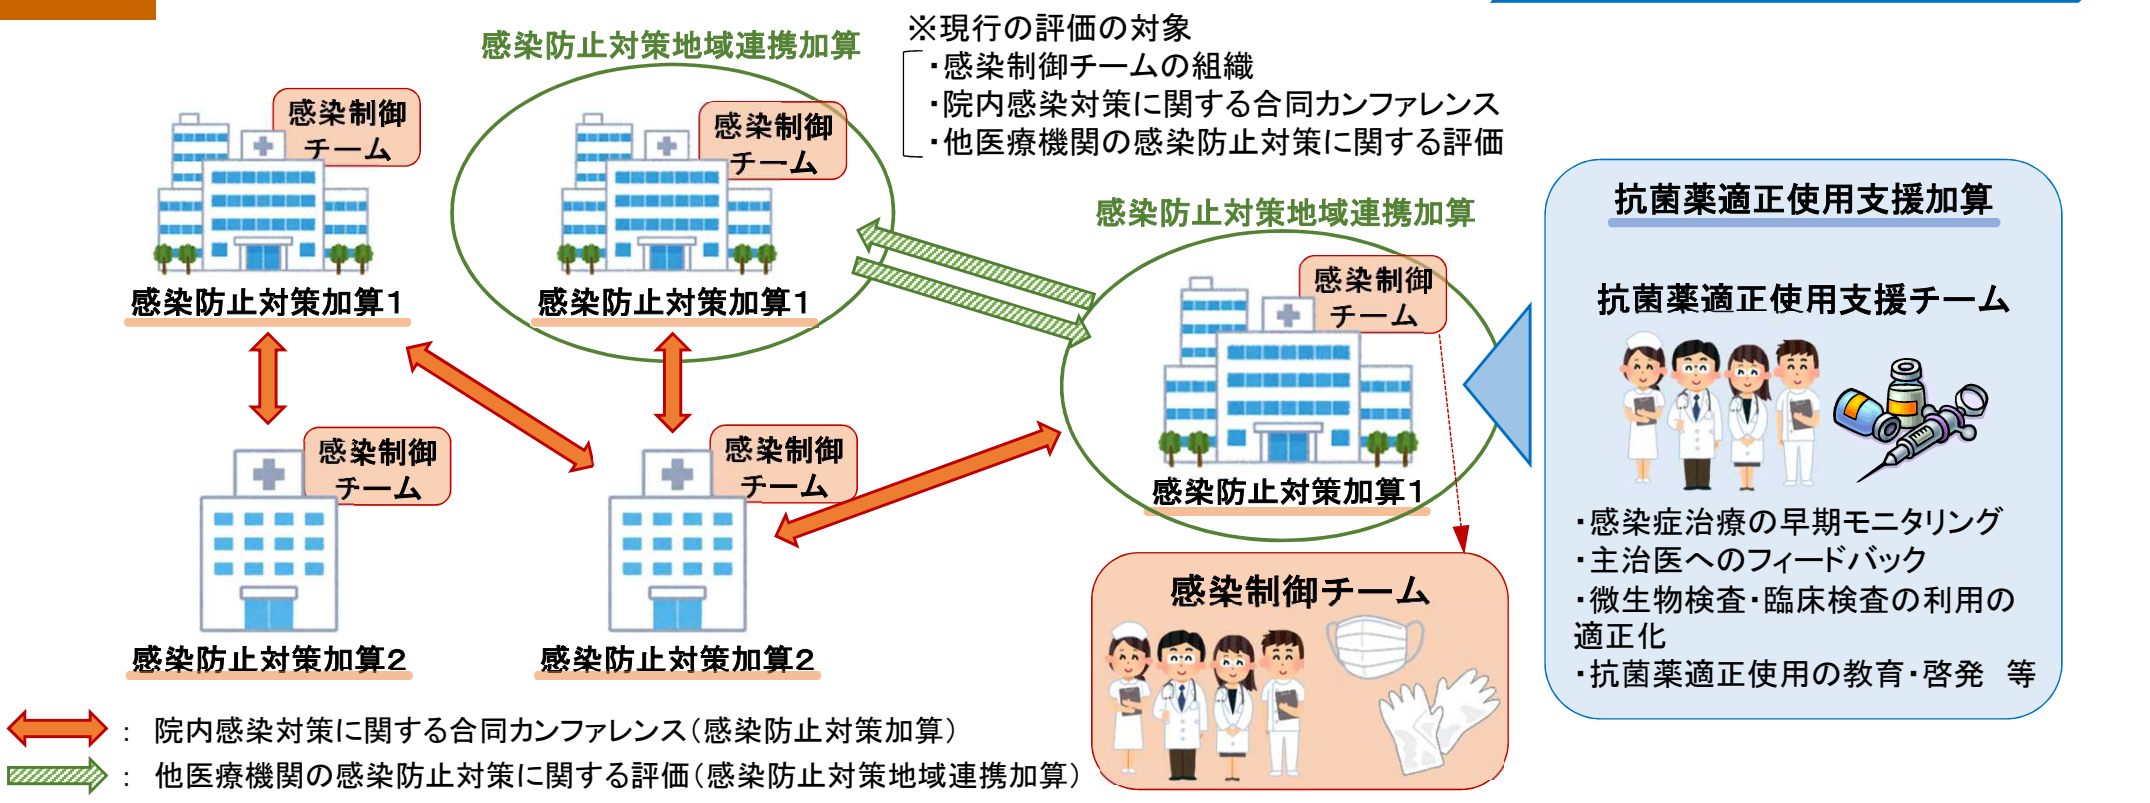 感染防止対策地域連携加算
※現行の評価の対象
・感染制御チームの組織
・院内感染対策に関する合同カンファレンス
・他医療機関の感染防止対策に関する評価
感染制御
チーム
感染防止対策加算1
感染制御
チーム
感染防止対策加算1
感染防止対策地域連携加算
感染制御
チーム
感染防止対策加算1
感染制御
チーム
感染防止対策加算2
感染制御
チーム
感染防止対策加算2
感染制御チーム
抗菌薬適正使用支援加算
抗菌薬適正使用支援チーム
・感染症治療の早期モニタリング
・主治医へのフィードバック
・微生物検査・臨床検査の利用の
適正化
・抗菌薬適正使用の教育・啓発　等
： 院内感染対策に関する合同カンファレンス（感染防止対策加算）
： 他医療機関の感染防止対策に関する評価（感染防止対策地域連携加算）